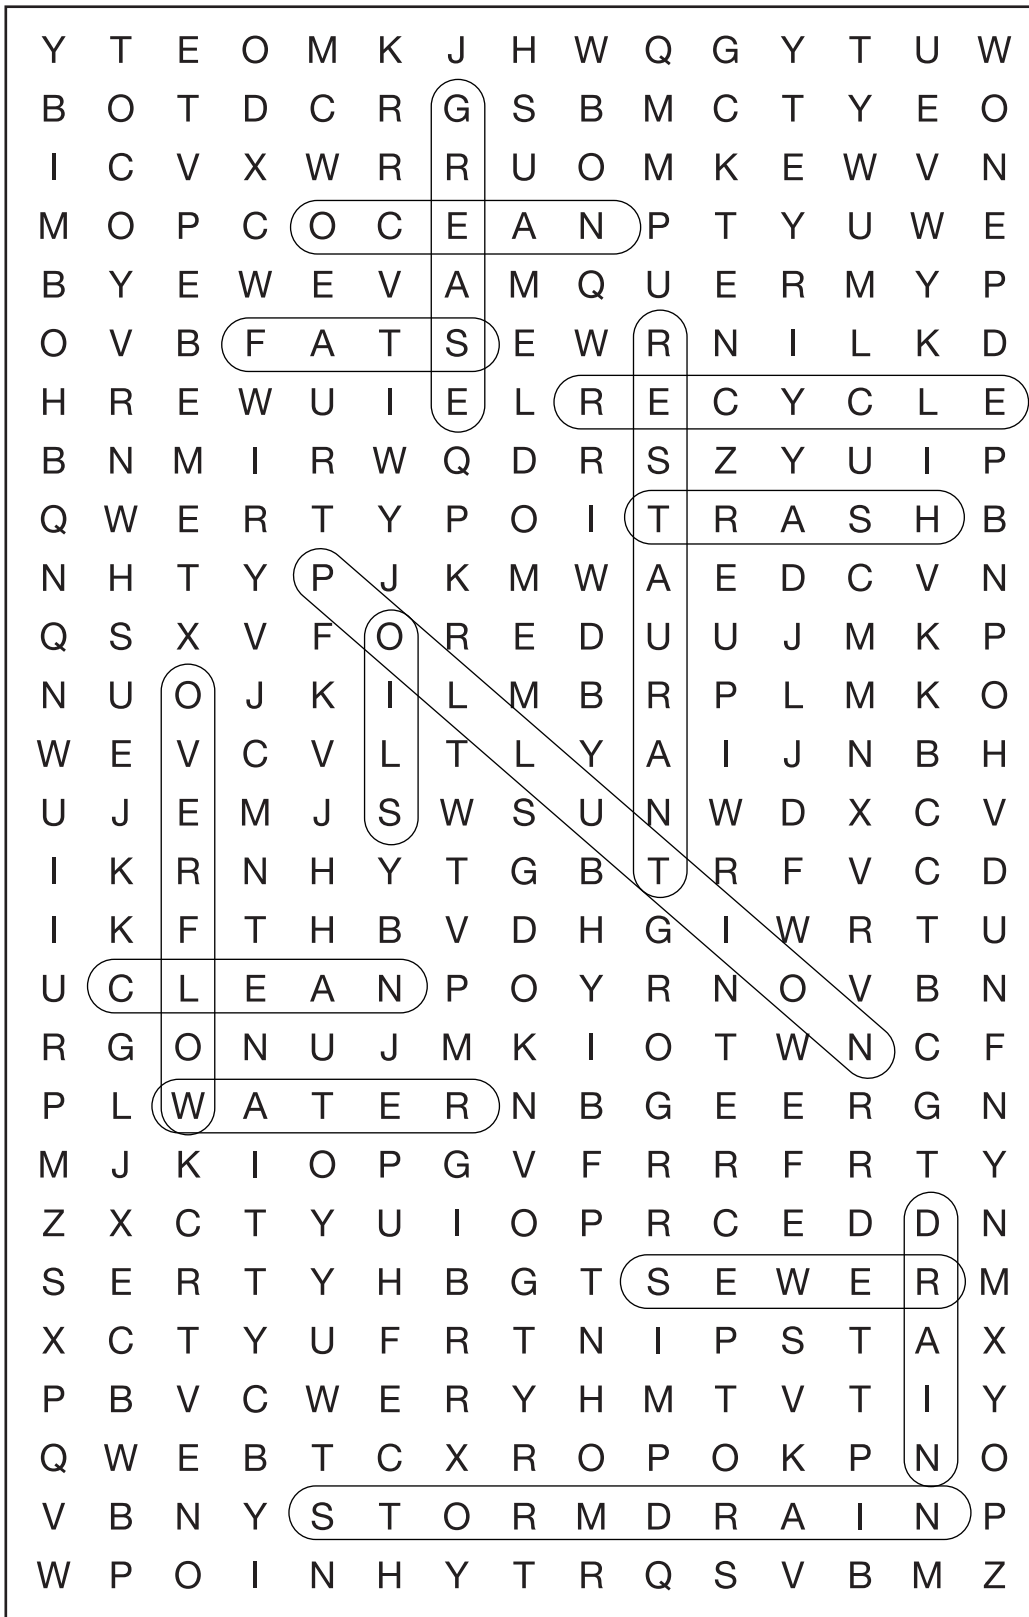 Y T E O M K J H W Q G Y T U W
B O T D C R G S B M C T Y E O
I C V X W R R U O M K E W V N
M O P C O C E A N P T Y U W E
B Y E W E V A M Q U E R M Y P
O V B F A T S E W R N I L K D
H R E W U I E L R E C Y C L E
B N M I R W Q D R S Z Y U I P
Q W E R T Y P O I T R A S H B
N H T Y P J K M W A E D C V N
Q S X V F O R E D U U J M K P
N U O J K I L M B R P L M K O
W E V C V L T L Y A I J N B H
U J E M J S W S U N W D X C V
I K R N H Y T G B T R F V C D
I K F T H B V D H G I W R T U
U C L E A N P O Y R N O V B N
R G O N U J M K I O T W N C F
P L W A T E R N B G E E R G N
M J K I O P G V F R R F R T Y
Z X C T Y U I O P R C E D D N
S E R T Y H B G T S E W E R M
X C T Y U F R T N I P S T A X
P B V C W E R Y H M T V T I Y
Q W E B T C X R O P O K P N O
V B N Y S T O R M D R A I N P
W P O I N H Y T R Q S V B M Z